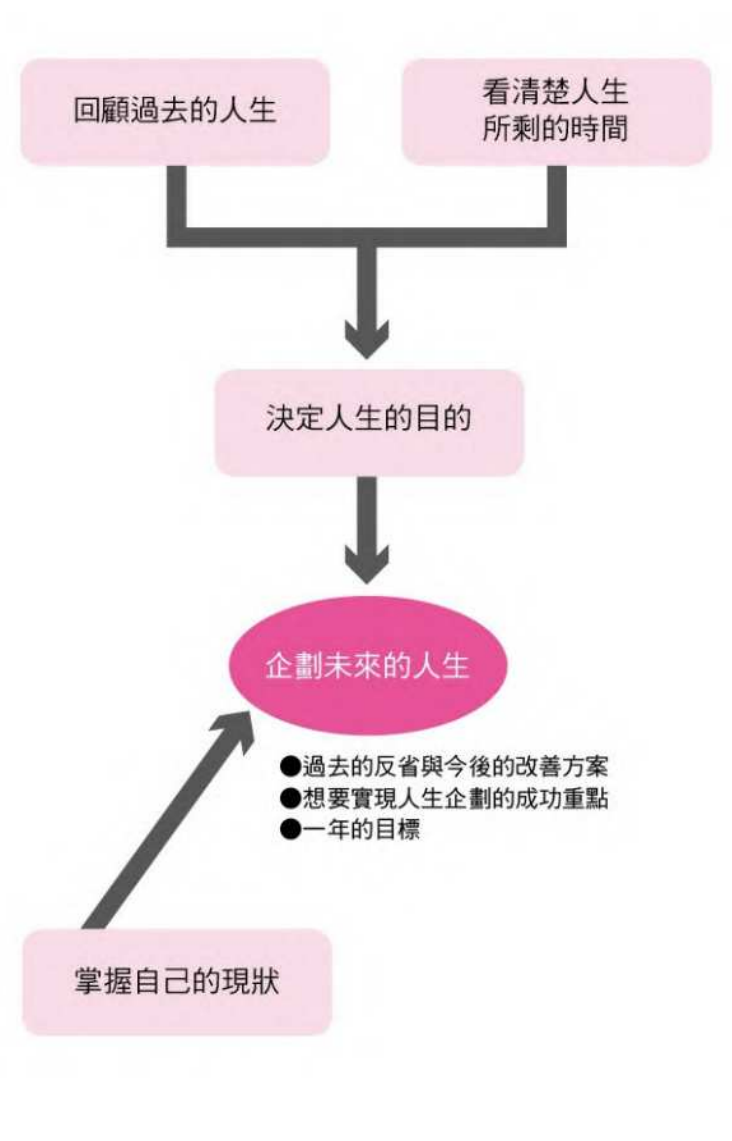 回顧過去的人生
看清楚人生
所剩的時間
決定人生的目的
企劃未來的人生
●過去的反省與今後的改善方案
●想要實現人生企劃的成功重點
●一年的目標
掌握自己的現狀